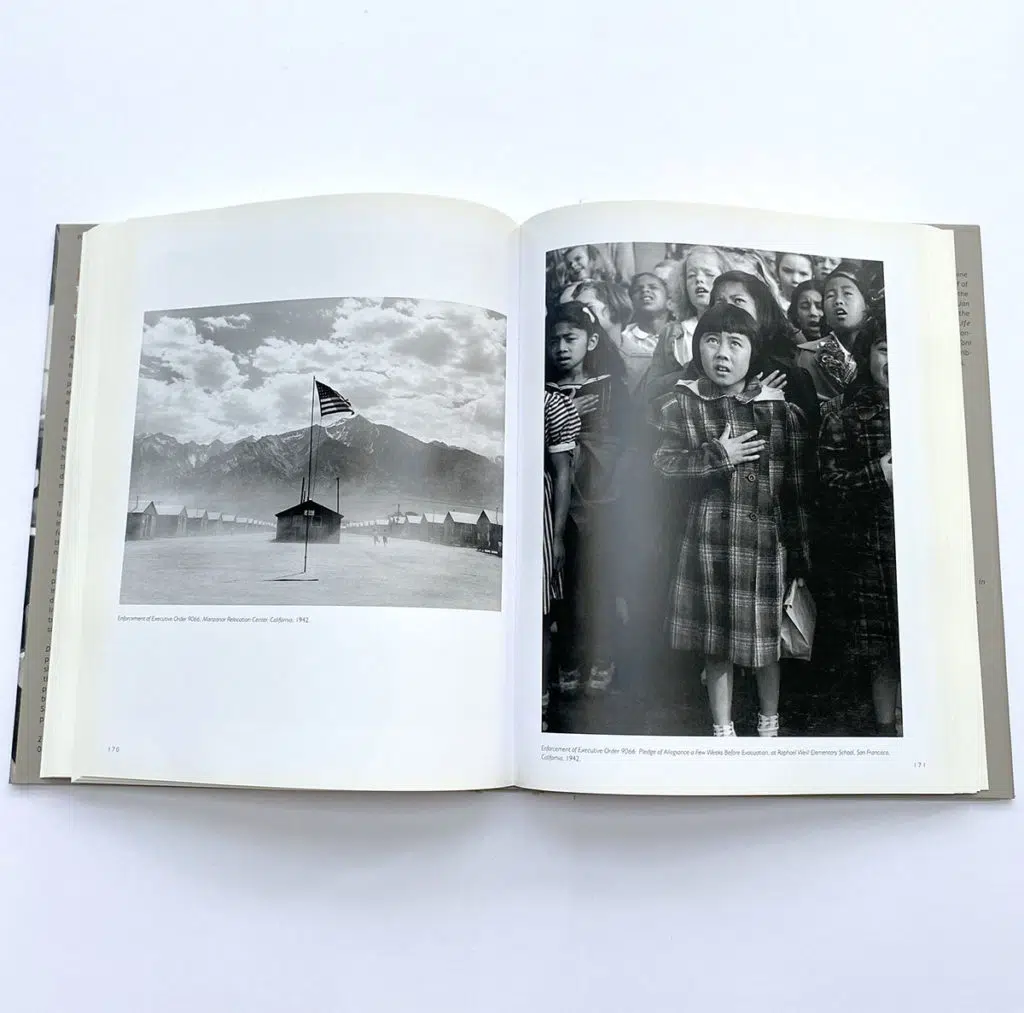 Enforcement of Executive Order 9066. Manzanar Relocation Center, California, 1942.
170
Enforcement of Executive Order 9066. Pledge of Allegiance a Few Weeks Before Evacuation, at Raphael Weill Elementary School, San Francisco,
California, 1942.
171